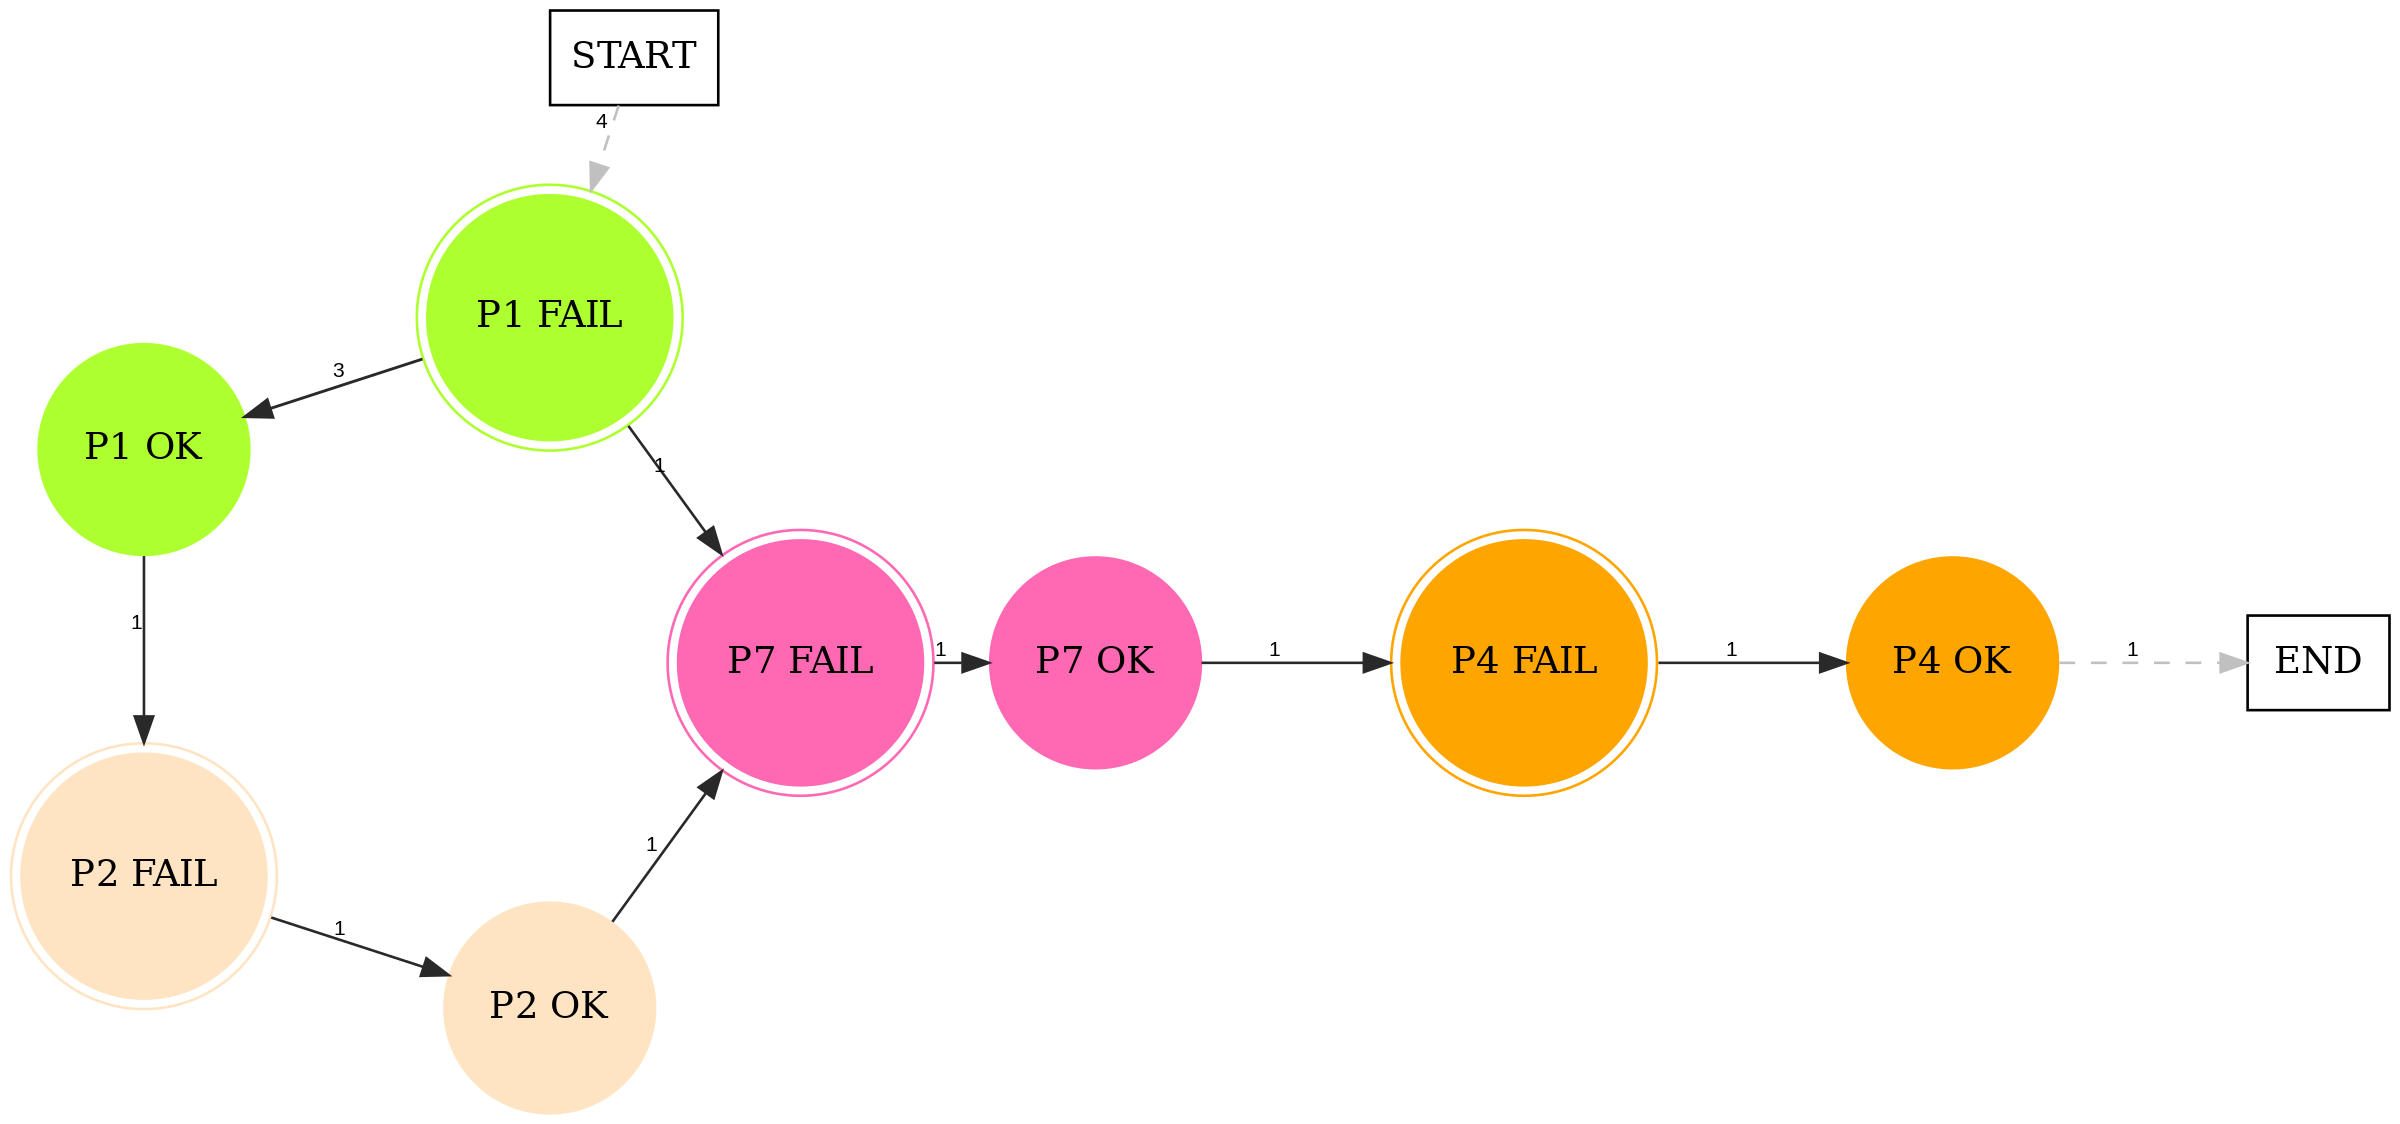 START
4
P1 FAIL
3
P1 OK
1
1
P7 FAIL
1
P7 OK
1
P4 FAIL
1
P4 OK
1
END
1
P2 FAIL
1
P2 OK